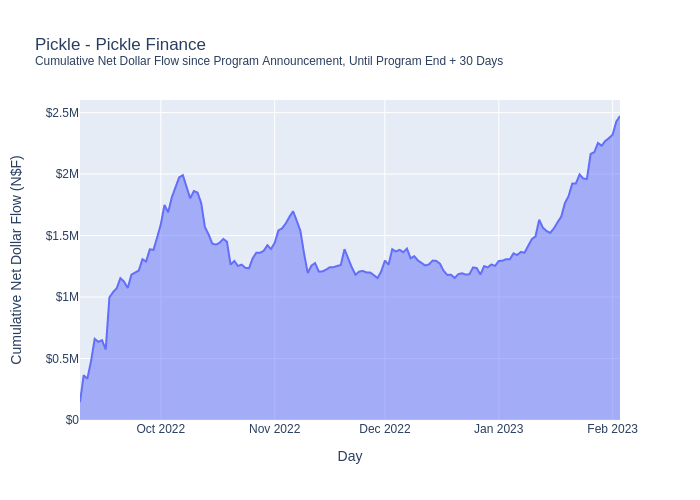 Pickle - Pickle Finance
Cumulative Net Dollar Flow since Program Announcement, Until Program End + 30 Days
Cumulative Net Dollar Flow (N$F)
$2.5M
$2M
$1.5M
$1M
$0.5M
$0
Oct 2022
Nov 2022
Dec 2022
Jan 2023
Feb 2023
Day